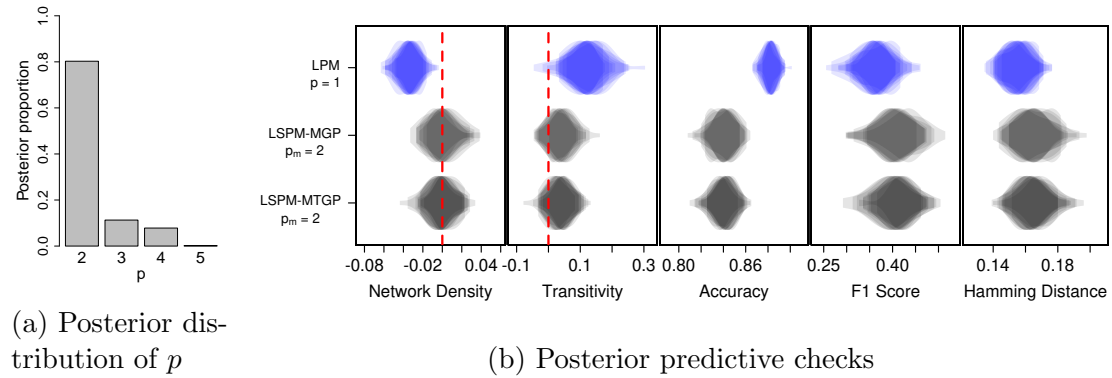 Posterior proportion
0.0 0.2 0.4 0.6 0.8 1.0
2 3 4 5
p
(a) Posterior dis-
tribution of p
LPM
p = 1
LSPM-MGP
pₘ = 2
LSPM-MTGP
pₘ = 2
-0.08 -0.02 0.04
Network Density
-0.1 0.1 0.3
Transitivity
0.80 0.86
Accuracy
0.25 0.40
F1 Score
0.14 0.18
Hamming Distance
(b) Posterior predictive checks